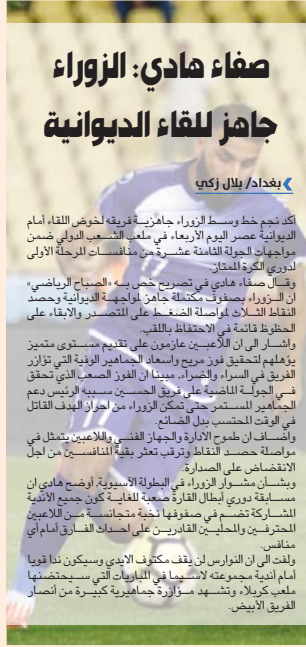 صفاء هادي: الزوراء
جاهز للقاء الديوانية
بغداد/ بلال زكي
أكد نجم خط وسط الزوراء جاهزية فريقه لخوض اللقاء أمام
الديوانية عصر اليوم الأربعاء في ملعب الشعب الدولي ضمن
مواجهات الجولة الثامنة عشرة من منافسات المرحلة الأولى
لدوري الكرة الممتاز.
وقال صفاء هادي في تصريح خص به «الصباح الرياضي»
ان الزوراء بصفوف مكتملة جاهز لمواجهة الديوانية وحصد
النقاط الثلاث لمواصلة الضغط على المتصدر والابقاء على
الحظوظ قائمة في الاحتفاظ باللقب.
واشار الى ان اللاعبين عازمون على تقديم مستوى متميز
يؤهلهم لتحقيق فوز مريح واسعاد الجماهير الوفية التي تؤازر
الفريق في السراء والضراء، مبينا ان الفوز الصعب الذي تحقق
في الجولة الماضية على فريق الحسين سببه الرئيس دعم
الجماهير المستمر حتى تمكن الزوراء من احراز الهدف القاتل
في الوقت المحتسب بدل الضائع.
واضاف ان طموح الادارة والجهاز الفني واللاعبين يتمثل في
مواصلة حصد النقاط وترقب تعثر بقية المنافسين من اجل
الانقضاض على الصدارة.
وبشان مشوار الزوراء في البطولة الآسيوية، أوضح هادي ان
مسابقة دوري أبطال القارة صعبة للغاية كون جميع الأندية
المشاركة تضم في صفوفها نخبة متجانسة من اللاعبين
المحترفين والمحليين القادرين على احداث الفارق أمام أي
منافس.
ولفت الى ان النوارس لن يقف مكتوف الايدي وسيكون ندا قويا
أمام أندية مجموعته لاسيما في المباريات التي سيحتضنها
ملعب كربلاء وتشهد مؤازرة جماهيرية كبيرة من أنصار
الفريق الأبيض.